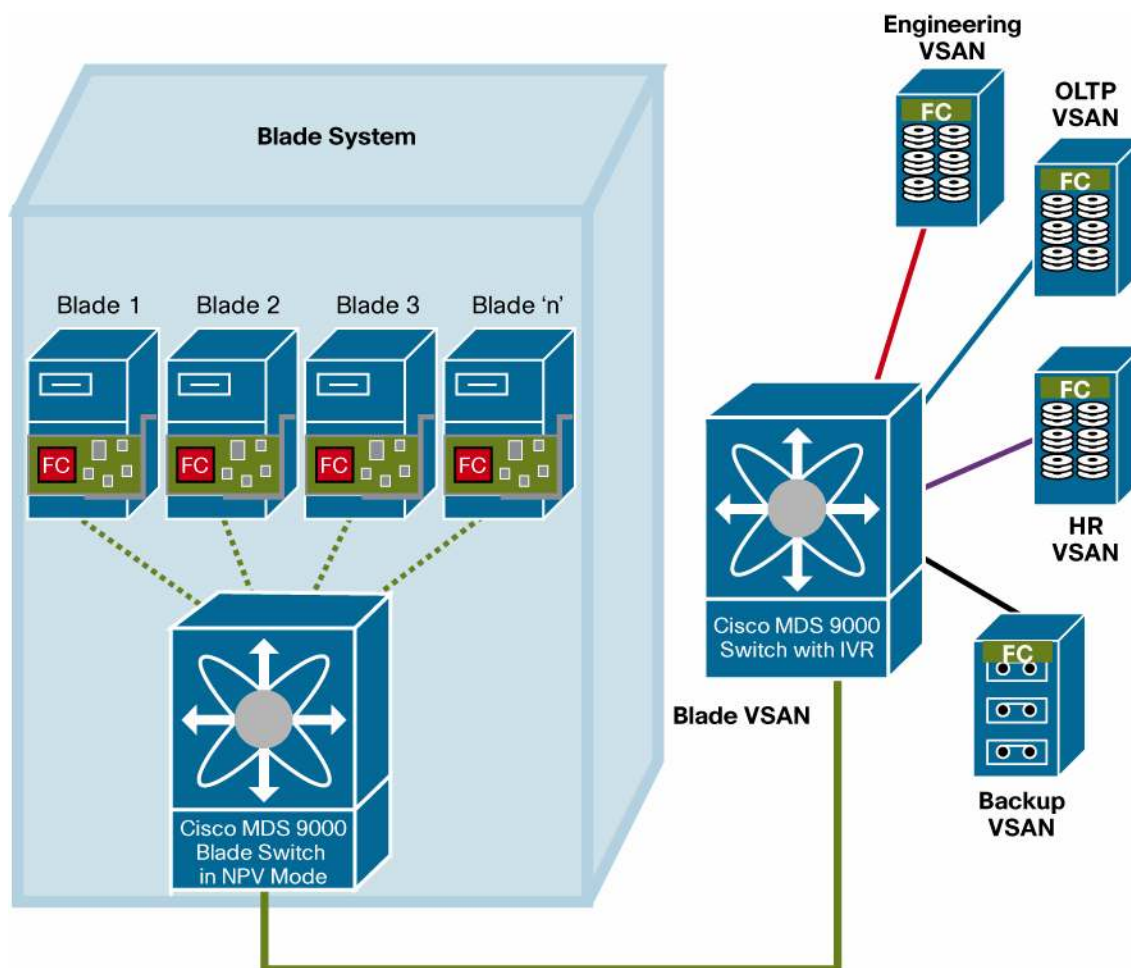 Engineering
VSAN
OLTP
VSAN
Blade System
FC
FC
Blade 1
Blade 2
Blade 3
Blade 'n'
FC
FC
FC
FC
FC
HR
VSAN
Cisco MDS 9000
Switch with IVR
FC
Blade VSAN
Backup
VSAN
Cisco MDS 9000
Blade Switch
in NPV Mode